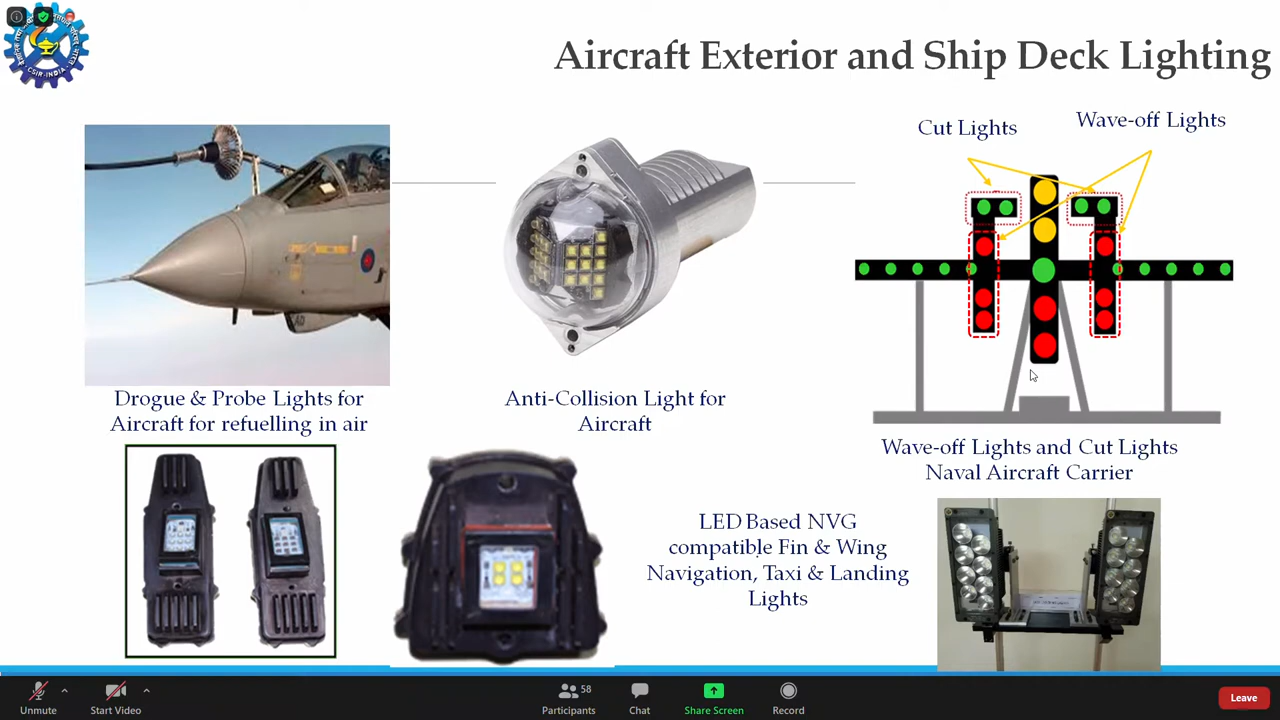 CSIR-INDIA
Aircraft Exterior and Ship Deck Lighting
Cut Lights
Wave-off Lights
Drogue & Probe Lights for
Aircraft for refuelling in air
Anti-Collision Light for
Aircraft
Wave-off Lights and Cut Lights
Naval Aircraft Carrier
LED Based NVG
compatible Fin & Wing
Navigation, Taxi & Landing
Lights
Unmute
Start Video
58
Participants
Chat
Share Screen
Record
Leave